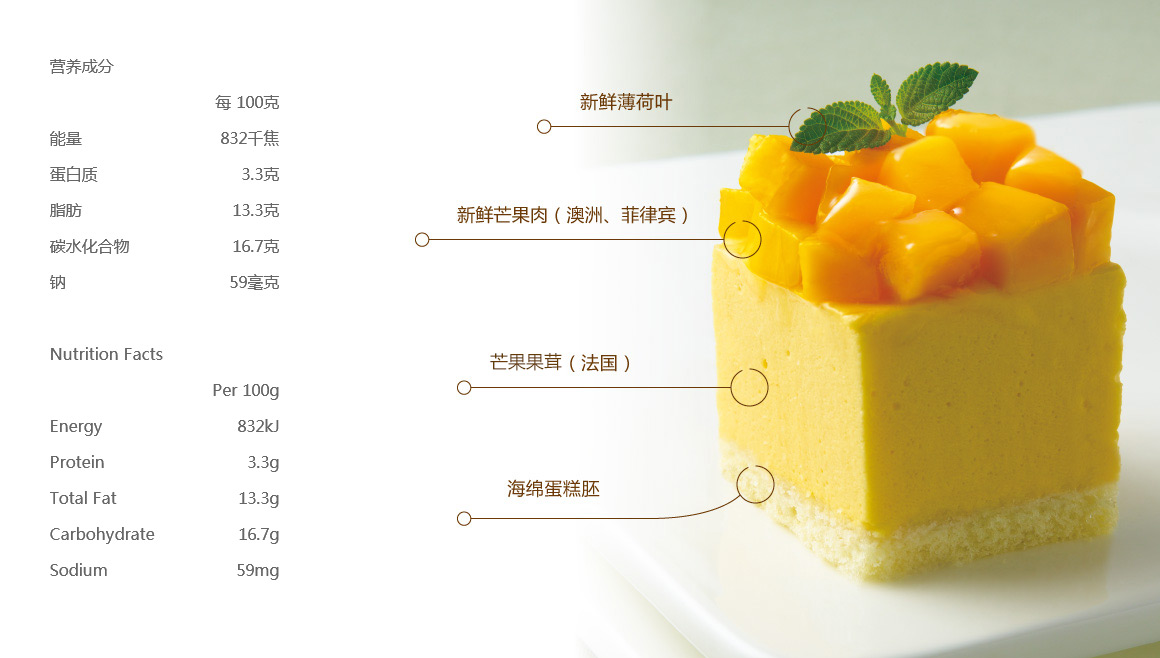 营养成分
每 100克
能量 832千焦
蛋白质 3.3克
脂肪 13.3克
碳水化合物 16.7克
钠 59毫克
Nutrition Facts
Per 100g
Energy 832kJ
Protein 3.3g
Total Fat 13.3g
Carbohydrate 16.7g
Sodium 59mg
新鲜薄荷叶
新鲜芒果肉（澳洲、菲律宾）
芒果果茸（法国）
海绵蛋糕胚